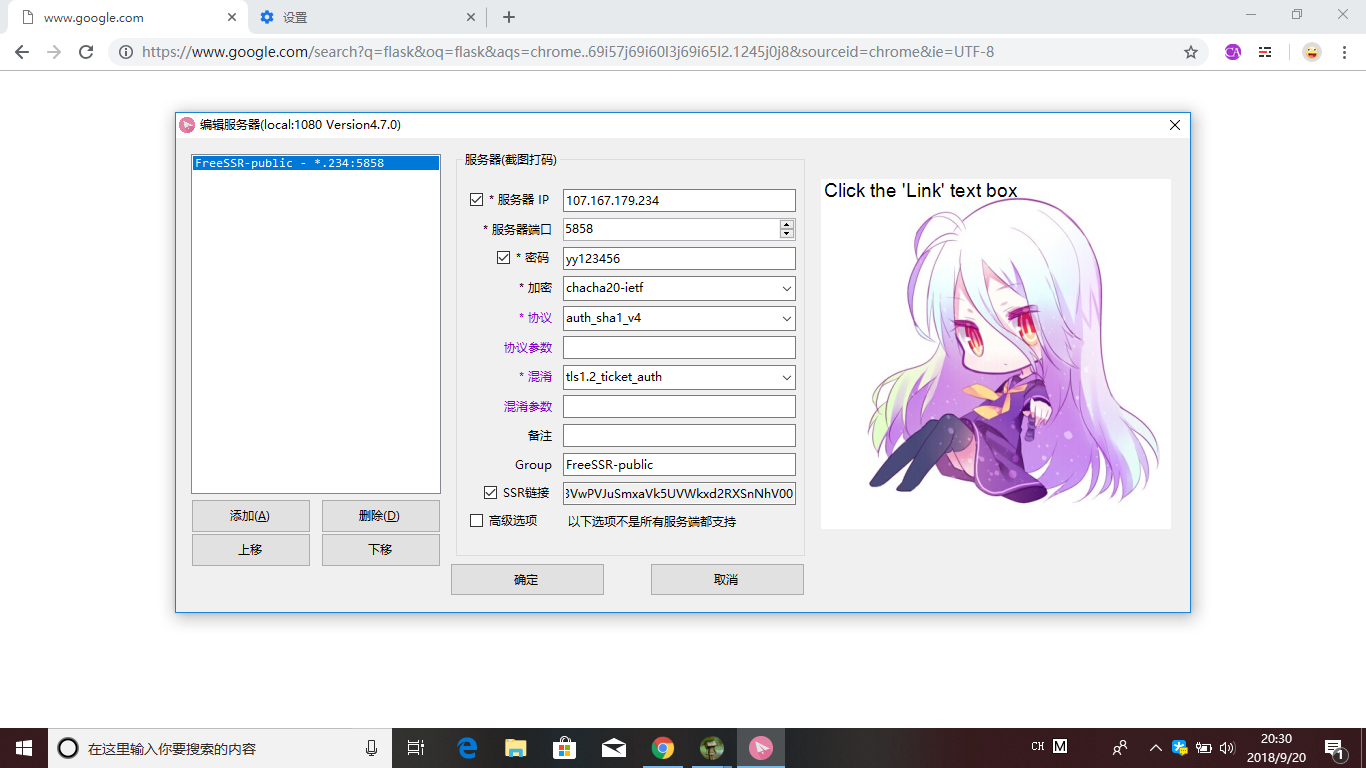 www.google.com
设置
https://www.google.com/search?q=flask&oq=flask&aqs=chrome..69i57j69i60l3j69i65l2.1245j0j8&sourceid=chrome&ie=UTF-8
CA
编辑服务器(local:1080 Version4.7.0)
FreeSSR-public - *.234:5858
服务器(截图打码)
* 服务器 IP 107.167.179.234
* 服务器端口 5858
* 密码 yy123456
* 加密 chacha20-ietf
* 协议 auth_sha1_v4
协议参数
* 混淆 tls1.2_ticket_auth
混淆参数
备注
Group FreeSSR-public
SSR链接 3VwPVJuSmxaVk5UVWkxd2RXSnNhV00
高级选项 以下选项不是所有服务端都支持
Click the 'Link' text box
添加(A) 删除(D)
上移 下移
确定 取消
在这里输入你要搜索的内容
CH M
20:30
2018/9/20
1